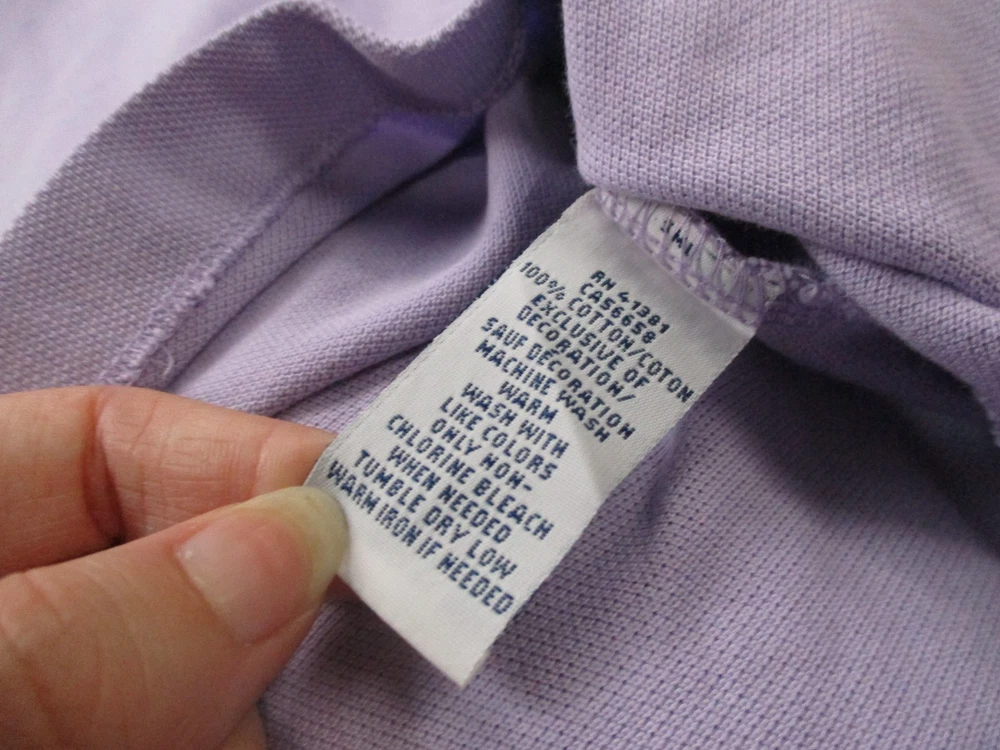 RN 41381
CA56658
100% COTTON/COTON
EXCLUSIVE OF
DECORATION/
SAUF DÉCORATION
MACHINE WASH
WARM
WASH WITH
LIKE COLORS
ONLY NON-
CHLORINE BLEACH
WHEN NEEDED
TUMBLE DRY LOW
WARM IRON IF NEEDED